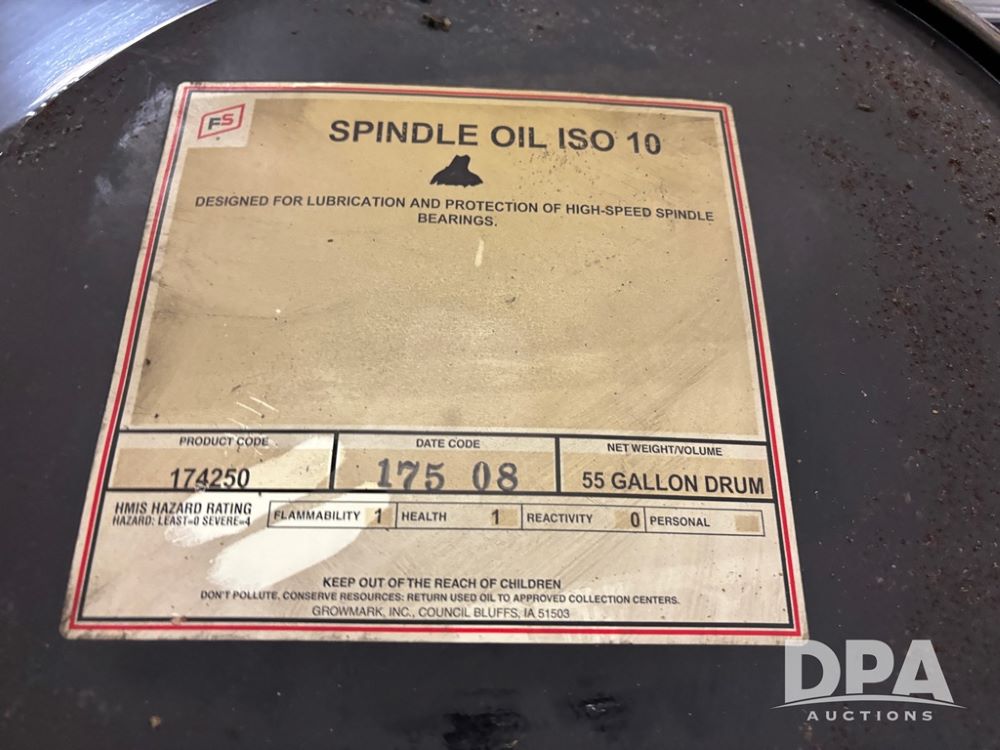 FS
SPINDLE OIL ISO 10
DESIGNED FOR LUBRICATION AND PROTECTION OF HIGH-SPEED SPINDLE
BEARINGS.
PRODUCT CODE
174250
DATE CODE
175 08
NET WEIGHT/VOLUME
55 GALLON DRUM
HMIS HAZARD RATING
HAZARD: LEAST=0 SEVERE=4
FLAMMABILITY 1 HEALTH 1 REACTIVITY 0 PERSONAL
KEEP OUT OF THE REACH OF CHILDREN
DON'T POLLUTE, CONSERVE RESOURCES: RETURN USED OIL TO APPROVED COLLECTION CENTERS.
GROWMARK, INC., COUNCIL BLUFFS, IA 51503
DPA
AUCTIONS